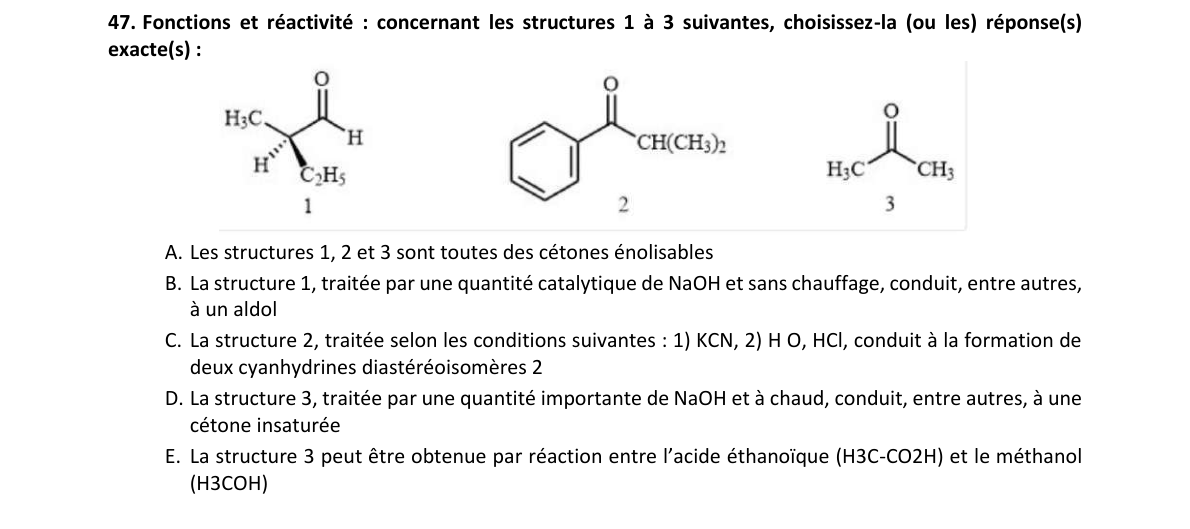 47. Fonctions et réactivité : concernant les structures 1 à 3 suivantes, choisissez-la (ou les) réponse(s)
exacte(s) :
O
H₃C
H
H
C₂H₅
1
O
CH(CH₃)₂
2
O
H₃C
CH₃
3
A. Les structures 1, 2 et 3 sont toutes des cétones énolisables
B. La structure 1, traitée par une quantité catalytique de NaOH et sans chauffage, conduit, entre autres,
à un aldol
C. La structure 2, traitée selon les conditions suivantes : 1) KCN, 2) H O, HCl, conduit à la formation de
deux cyanhydrines diastéréoisomères 2
D. La structure 3, traitée par une quantité importante de NaOH et à chaud, conduit, entre autres, à une
cétone insaturée
E. La structure 3 peut être obtenue par réaction entre l’acide éthanoïque (H3C-CO2H) et le méthanol
(H3COH)